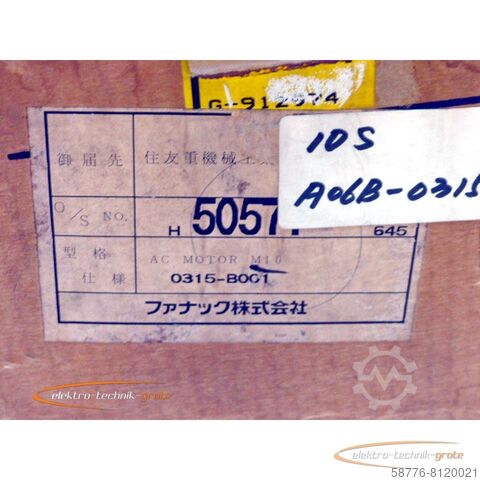 G-912974
10S
A06B-0315
御届先 住友重機械工
O/S NO. H 5057
645
型格 AC MOTOR M10
仕様 0315-B001
ファナック株式会社
elektro-technik-grote
elektro-technik-grote
58776-8120021